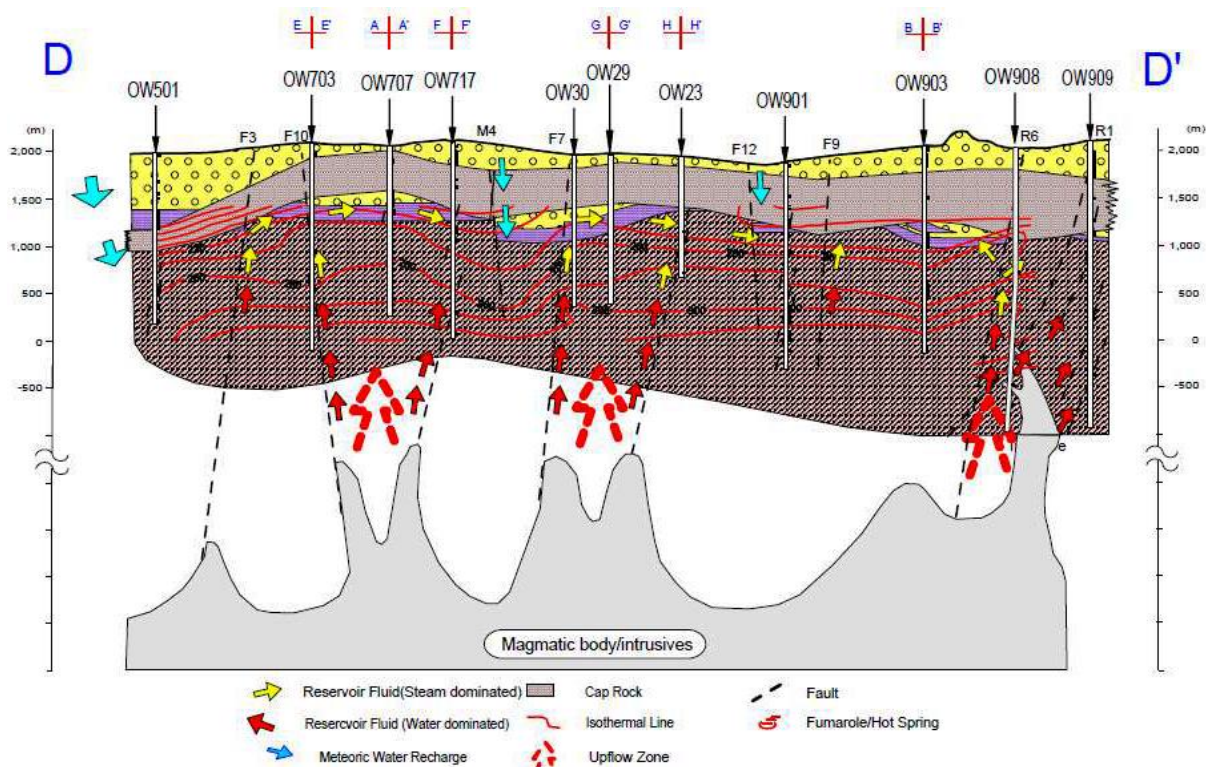 E E' A A' F F' G G' H H' B B'
D D'
OW501 OW703 OW707 OW717 OW30 OW29 OW23 OW901 OW903 OW908 OW909
(m) F3 F10 M4 F7 F12 F9 R6 R1 (m)
2,000 2,000
1,500 1,500
1,000 1,000
500 500
0 0
-500 -500
e
Magmatic body/intrusives
Reservoir Fluid(Steam dominated) Cap Rock Fault
Resercvoir Fluid (Water dominated) Isothermal Line Fumarole/Hot Spring
Meteoric Water Recharge Upflow Zone